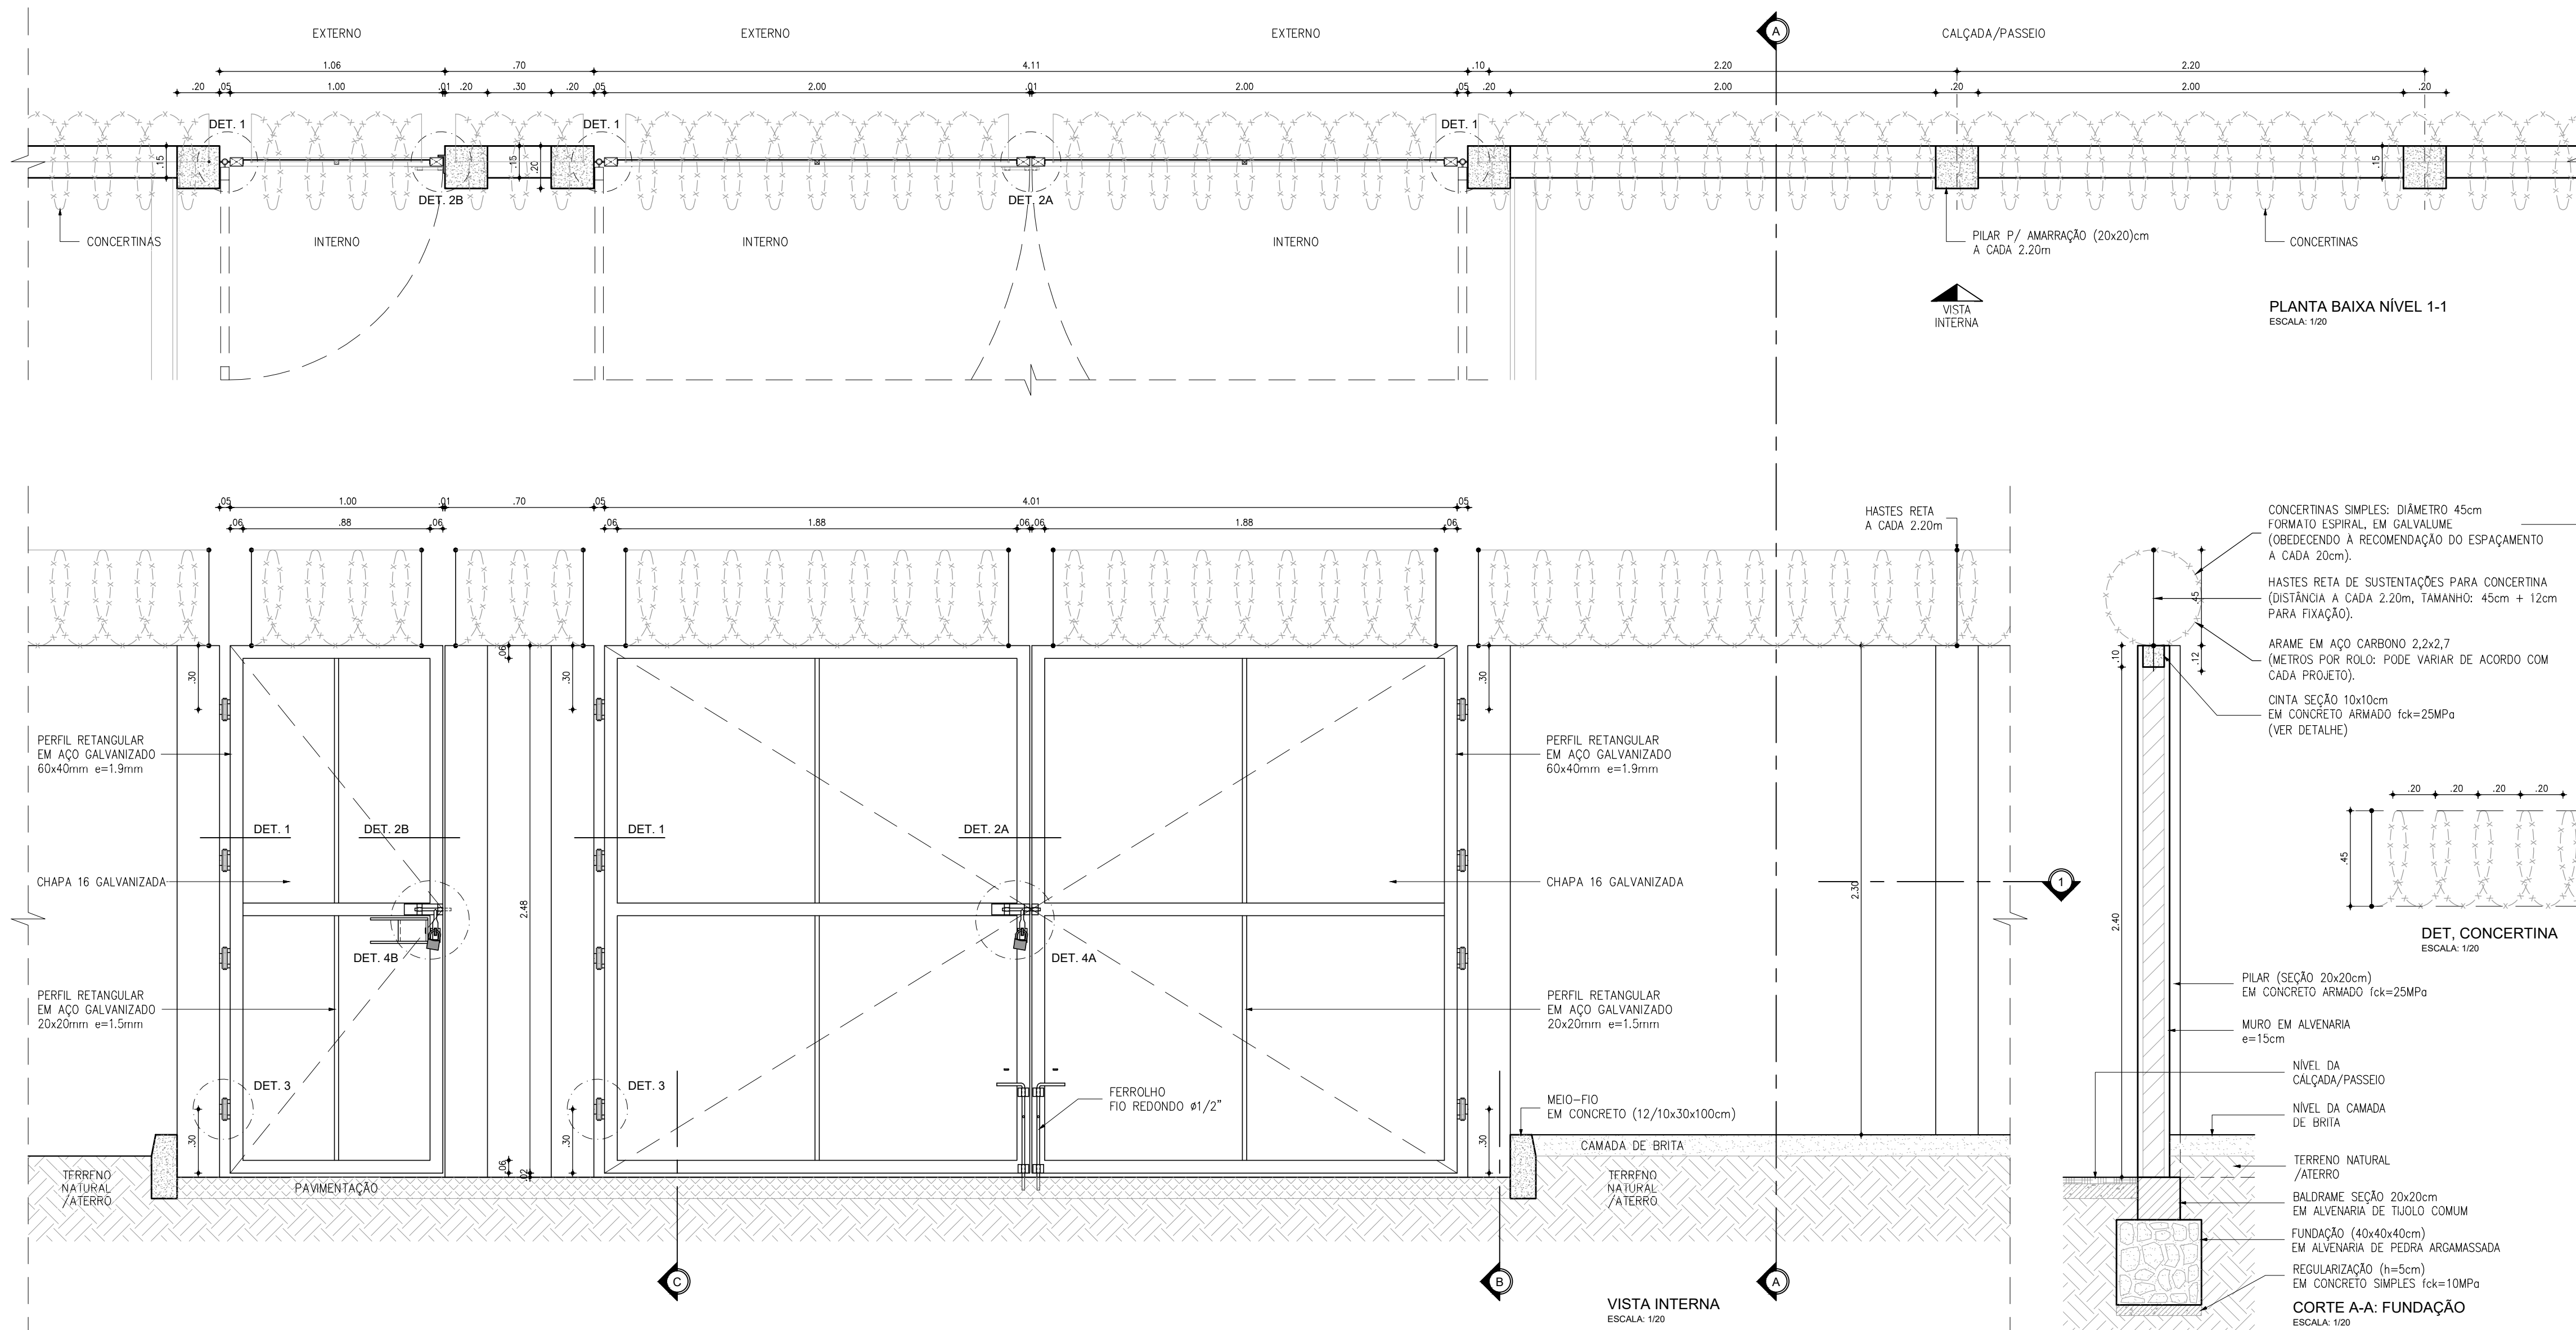 EXTERNO
EXTERNO
EXTERNO
A
CALÇADA/PASSEIO
1.06
.70
4.11
.10
2.20
2.20
.20
.05
1.00
.01
.20
.30
.20
.05
2.00
.01
2.00
.05
.20
2.00
.20
2.00
.20
DET. 1
DET. 1
DET. 1
.15
.15
.20
.15
DET. 2B
DET. 2A
CONCERTINAS
INTERNO
INTERNO
INTERNO
PILAR P/ AMARRAÇÃO (20x20)cm
A CADA 2.20m
CONCERTINAS
VISTA
INTERNA
PLANTA BAIXA NÍVEL 1-1
ESCALA: 1/20
.05
1.00
.01
.70
.05
4.01
.05
.06
.88
.06
.06
1.88
.06
.06
1.88
.06
HASTES RETA
A CADA 2.20m
CONCERTINAS SIMPLES: DIÂMETRO 45cm
FORMATO ESPIRAL, EM GALVALUME
(OBEDECENDO À RECOMENDAÇÃO DO ESPAÇAMENTO
A CADA 20cm).
HASTES RETA DE SUSTENTAÇÕES PARA CONCERTINA
(DISTÂNCIA A CADA 2.20m, TAMANHO: 45cm + 12cm
PARA FIXAÇÃO).
ARAME EM AÇO CARBONO 2,2x2,7
(METROS POR ROLO: PODE VARIAR DE ACORDO COM
CADA PROJETO).
CINTA SEÇÃO 10x10cm
EM CONCRETO ARMADO fck=25MPa
(VER DETALHE)
.45
.10
.12
.30
.06
.30
.30
PERFIL RETANGULAR
EM AÇO GALVANIZADO
60x40mm e=1.9mm
PERFIL RETANGULAR
EM AÇO GALVANIZADO
60x40mm e=1.9mm
DET. 1
DET. 2B
DET. 1
DET. 2A
CHAPA 16 GALVANIZADA
CHAPA 16 GALVANIZADA
2.48
2.30
1
2.40
.20
.20
.20
.20
.45
DET, CONCERTINA
ESCALA: 1/20
DET. 4B
DET. 4A
PERFIL RETANGULAR
EM AÇO GALVANIZADO
20x20mm e=1.5mm
PERFIL RETANGULAR
EM AÇO GALVANIZADO
20x20mm e=1.5mm
PILAR (SEÇÃO 20x20cm)
EM CONCRETO ARMADO fck=25MPa
MURO EM ALVENARIA
e=15cm
NÍVEL DA
CÁLÇADA/PASSEIO
NÍVEL DA CAMADA
DE BRITA
TERRENO NATURAL
/ATERRO
BALDRAME SEÇÃO 20x20cm
EM ALVENARIA DE TIJOLO COMUM
FUNDAÇÃO (40x40x40cm)
EM ALVENARIA DE PEDRA ARGAMASSADA
REGULARIZAÇÃO (h=5cm)
EM CONCRETO SIMPLES fck=10MPa
CORTE A-A: FUNDAÇÃO
ESCALA: 1/20
DET. 3
DET. 3
FERROLHO
FIO REDONDO ø1/2"
MEIO-FIO
EM CONCRETO (12/10x30x100cm)
.30
.06
.02
.30
.30
CAMADA DE BRITA
TERRENO
NATURAL
/ATERRO
PAVIMENTAÇÃO
TERRENO
NATURAL
/ATERRO
C
B
A
VISTA INTERNA
ESCALA: 1/20